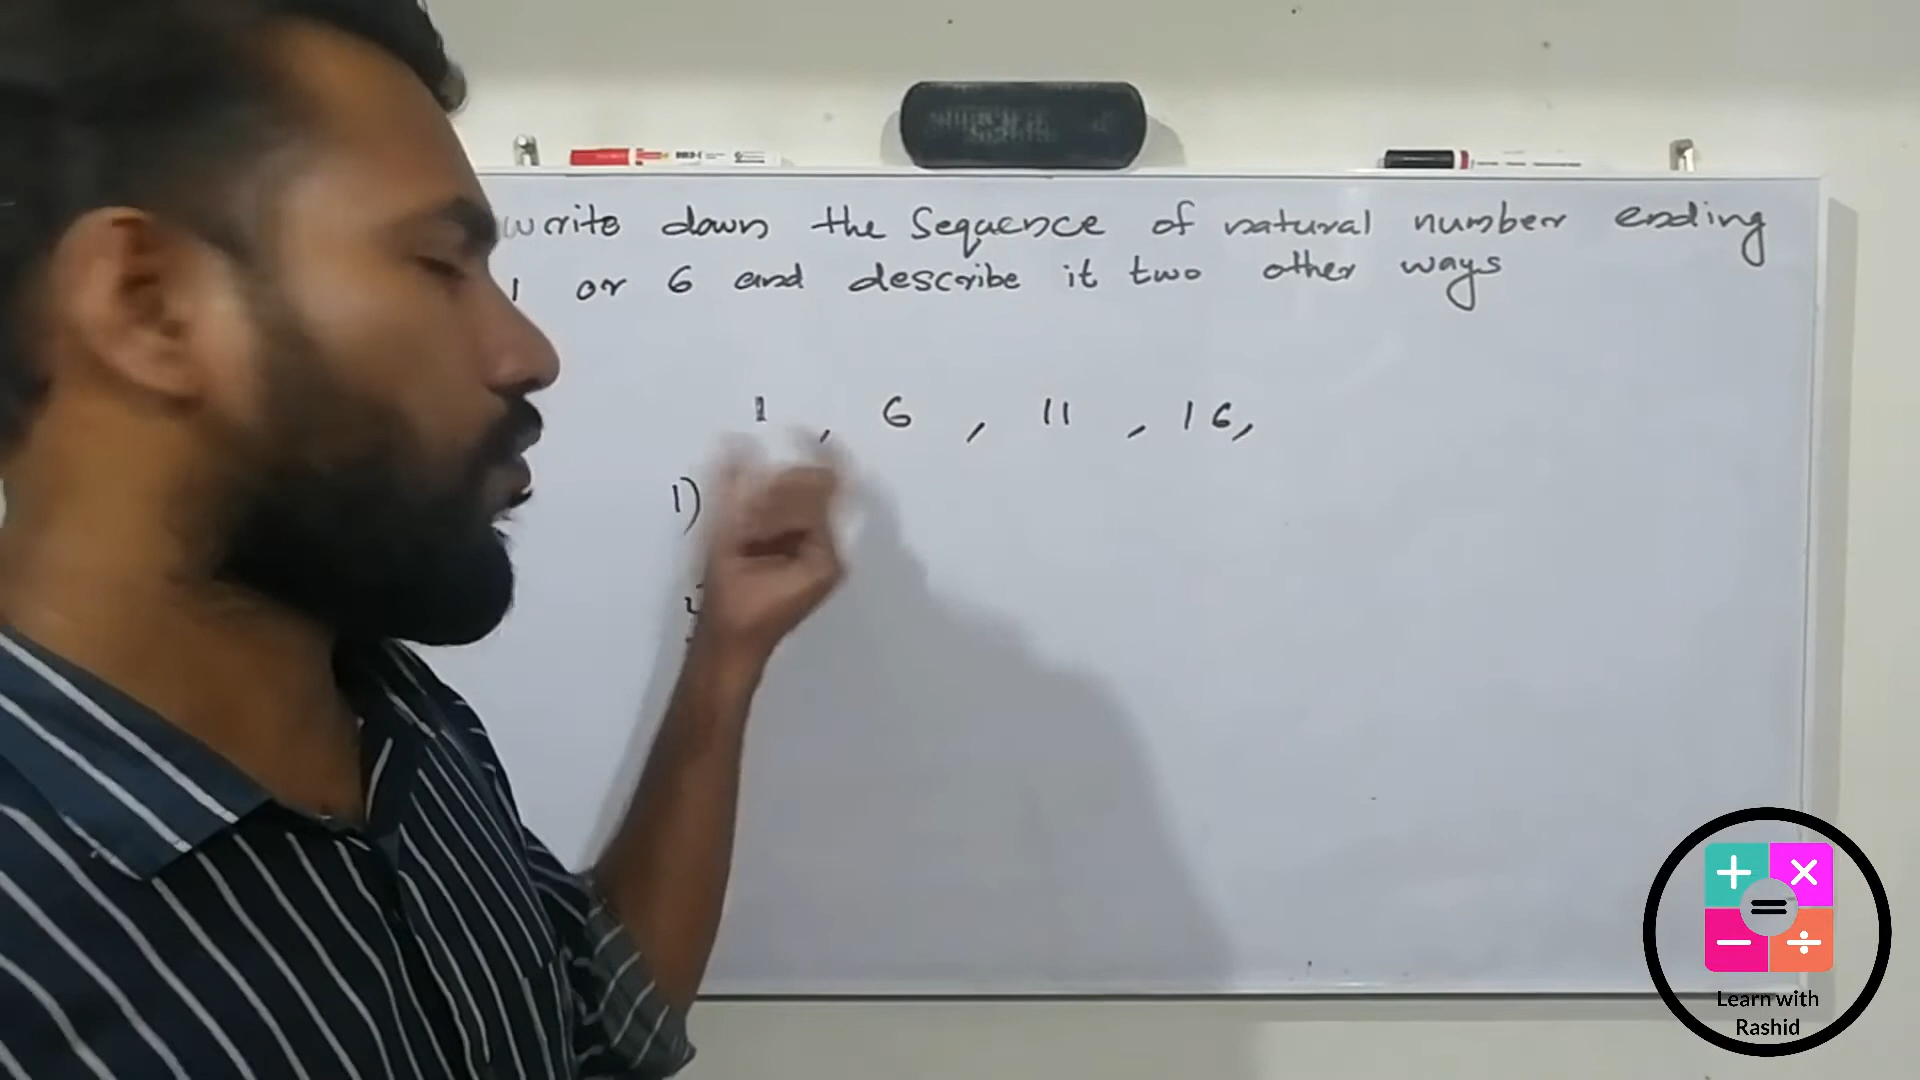 write down the Sequence of natural number ending
1 or 6 and describe it two other ways
1, 6, 11, 16,
1)
Learn with
Rashid